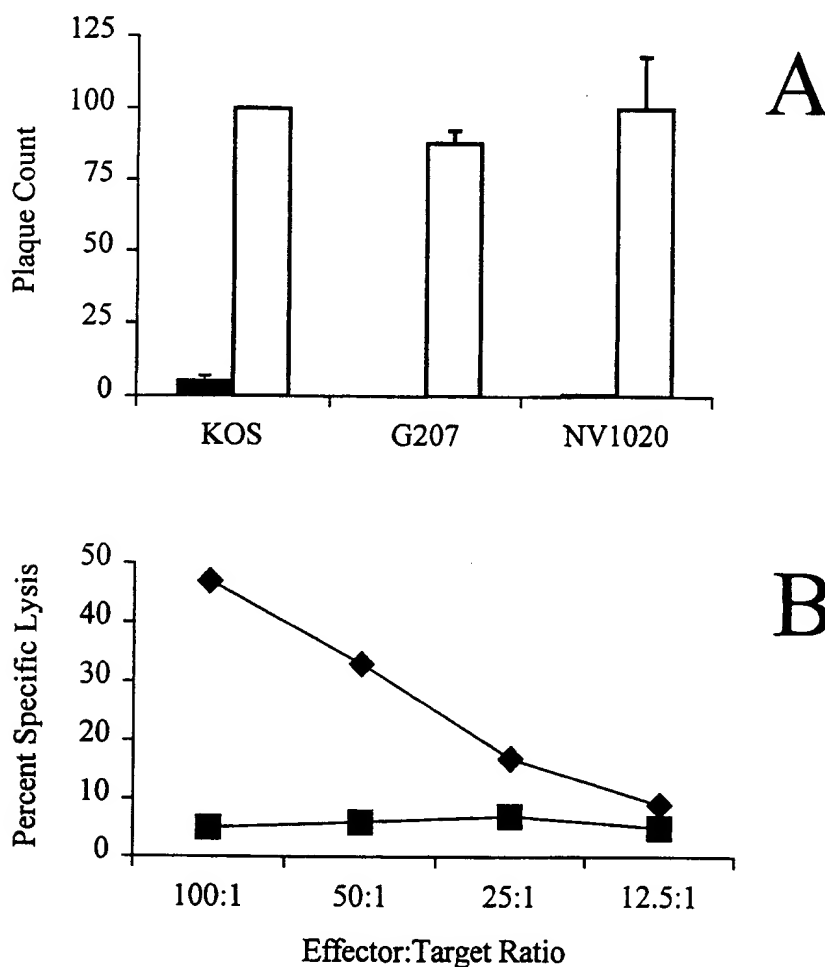 A
125
100
75
50
25
0
Plaque Count
KOS G207 NV1020
B
50
40
30
20
10
0
Percent Specific Lysis
100:1 50:1 25:1 12.5:1
Effector:Target Ratio